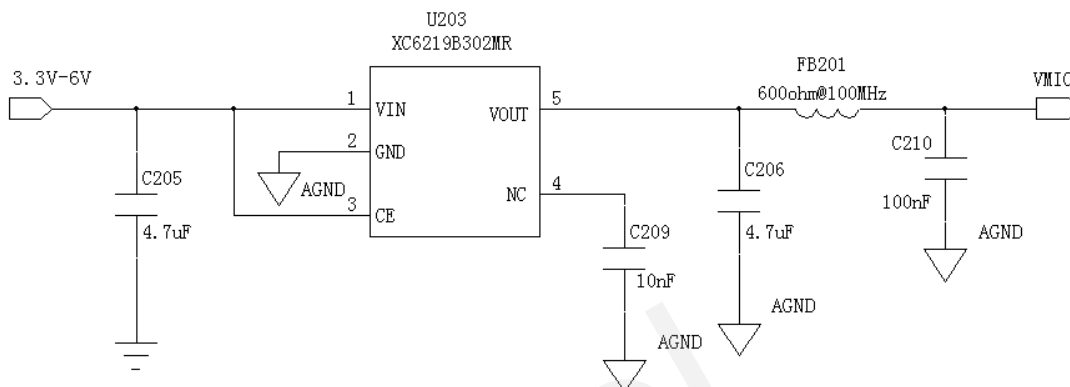 U203
XC6219B302MR
3.3V-6V
FB201
600ohm@100MHz
VMIC
1
VIN
VOUT
5
2
GND
AGND
NC
4
3
CE
C205
4.7uF
C209
10nF
AGND
C206
4.7uF
AGND
C210
100nF
AGND